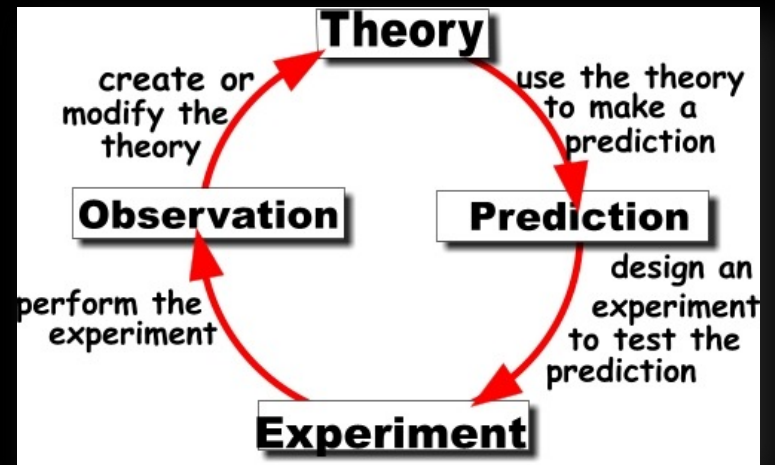 Theory
use the theory
to make a
prediction
Prediction
design an
experiment
to test the
prediction
Experiment
perform the
experiment
Observation
create or
modify the
theory